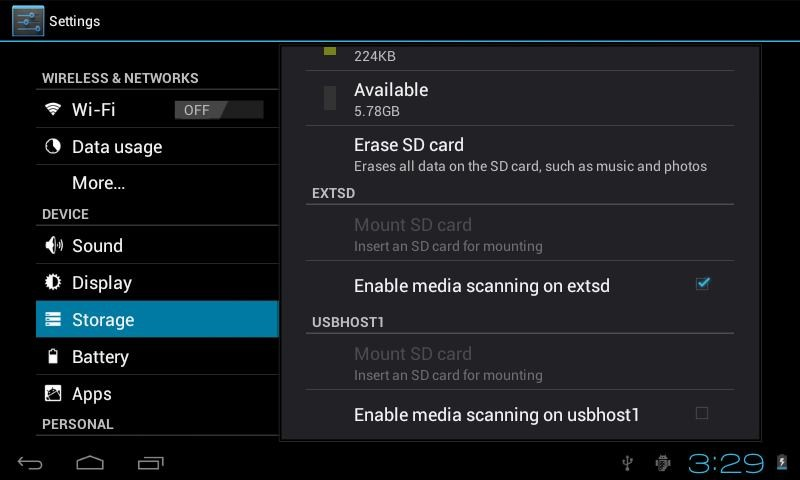 Settings
WIRELESS & NETWORKS
Wi-Fi
OFF
Data usage
More...
DEVICE
Sound
Display
Storage
Battery
Apps
PERSONAL
224KB
Available
5.78GB
Erase SD card
Erases all data on the SD card, such as music and photos
EXTSD
Mount SD card
Insert an SD card for mounting
Enable media scanning on extsd
USBHOST1
Mount SD card
Insert an SD card for mounting
Enable media scanning on usbhost1
3:29